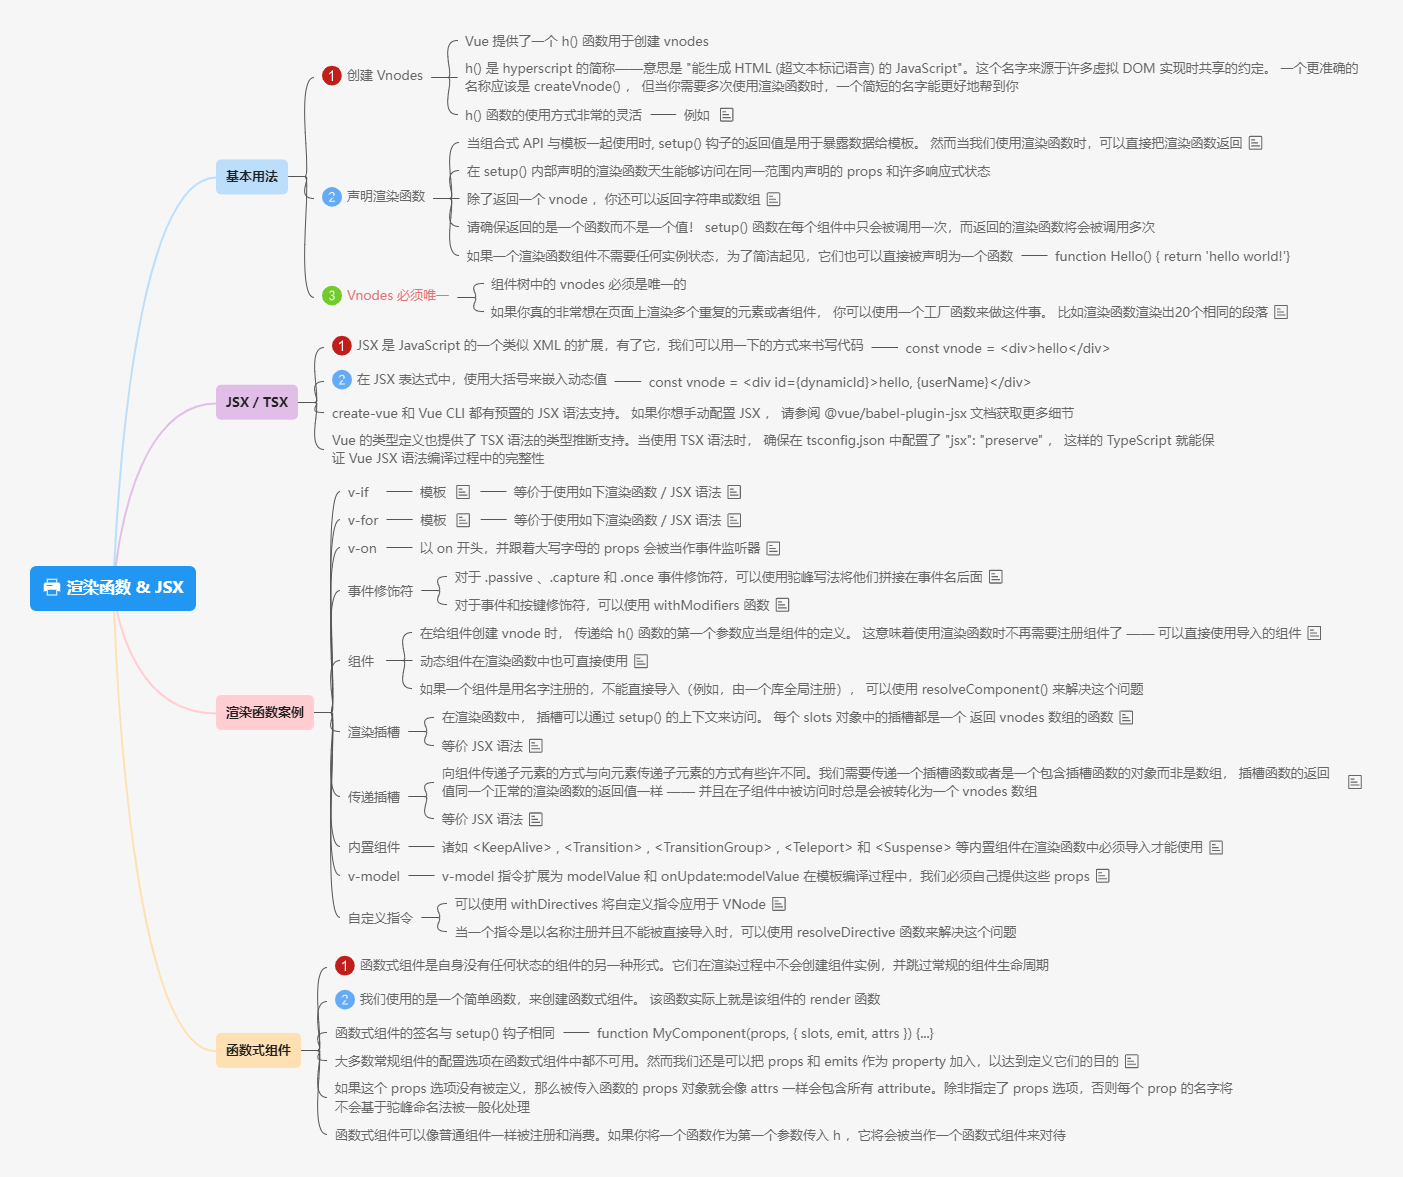 渲染函数 & JSX
基本用法
1 创建 Vnodes
Vue 提供了一个 h() 函数用于创建 vnodes
h() 是 hyperscript 的简称——意思是 "能生成 HTML (超文本标记语言) 的 JavaScript"。这个名字来源于许多虚拟 DOM 实现时共享的约定。 一个更准确的
名称应该是 createVnode() ， 但当你需要多次使用渲染函数时，一个简短的名字能更好地帮到你
h() 函数的使用方式非常的灵活
例如
2 声明渲染函数
当组合式 API 与模板一起使用时, setup() 钩子的返回值是用于暴露数据给模板。 然而当我们使用渲染函数时，可以直接把渲染函数返回
在 setup() 内部声明的渲染函数天生能够访问在同一范围内声明的 props 和许多响应式状态
除了返回一个 vnode ，你还可以返回字符串或数组
请确保返回的是一个函数而不是一个值！ setup() 函数在每个组件中只会被调用一次，而返回的渲染函数将会被调用多次
如果一个渲染函数组件不需要任何实例状态，为了简洁起见，它们也可以直接被声明为一个函数
function Hello() { return 'hello world!'}
3 Vnodes 必须唯一
组件树中的 vnodes 必须是唯一的
如果你真的非常想在页面上渲染多个重复的元素或者组件， 你可以使用一个工厂函数来做这件事。 比如渲染函数渲染出20个相同的段落
JSX / TSX
1 JSX 是 JavaScript 的一个类似 XML 的扩展，有了它，我们可以用一下的方式来书写代码
const vnode = <div>hello</div>
2 在 JSX 表达式中，使用大括号来嵌入动态值
const vnode = <div id={dynamicId}>hello, {userName}</div>
create-vue 和 Vue CLI 都有预置的 JSX 语法支持。 如果你想手动配置 JSX ， 请参阅 @vue/babel-plugin-jsx 文档获取更多细节
Vue 的类型定义也提供了 TSX 语法的类型推断支持。当使用 TSX 语法时， 确保在 tsconfig.json 中配置了 "jsx": "preserve" ， 这样的 TypeScript 就能保
证 Vue JSX 语法编译过程中的完整性
渲染函数案例
v-if
模板
等价于使用如下渲染函数 / JSX 语法
v-for
模板
等价于使用如下渲染函数 / JSX 语法
v-on
以 on 开头，并跟着大写字母的 props 会被当作事件监听器
事件修饰符
对于 .passive 、.capture 和 .once 事件修饰符，可以使用驼峰写法将他们拼接在事件名后面
对于事件和按键修饰符，可以使用 withModifiers 函数
组件
在给组件创建 vnode 时， 传递给 h() 函数的第一个参数应当是组件的定义。 这意味着使用渲染函数时不再需要注册组件了 —— 可以直接使用导入的组件
动态组件在渲染函数中也可直接使用
如果一个组件是用名字注册的，不能直接导入（例如，由一个库全局注册）， 可以使用 resolveComponent() 来解决这个问题
渲染插槽
在渲染函数中， 插槽可以通过 setup() 的上下文来访问。 每个 slots 对象中的插槽都是一个 返回 vnodes 数组的函数
等价 JSX 语法
传递插槽
向组件传递子元素的方式与向元素传递子元素的方式有些许不同。我们需要传递一个插槽函数或者是一个包含插槽函数的对象而非是数组， 插槽函数的返回
值同一个正常的渲染函数的返回值一样 —— 并且在子组件中被访问时总是会被转化为一个 vnodes 数组
等价 JSX 语法
内置组件
诸如 <KeepAlive> , <Transition> , <TransitionGroup> , <Teleport> 和 <Suspense> 等内置组件在渲染函数中必须导入才能使用
v-model
v-model 指令扩展为 modelValue 和 onUpdate:modelValue 在模板编译过程中，我们必须自己提供这些 props
自定义指令
可以使用 withDirectives 将自定义指令应用于 VNode
当一个指令是以名称注册并且不能被直接导入时，可以使用 resolveDirective 函数来解决这个问题
函数式组件
1 函数式组件是自身没有任何状态的组件的另一种形式。它们在渲染过程中不会创建组件实例，并跳过常规的组件生命周期
2 我们使用的是一个简单函数，来创建函数式组件。 该函数实际上就是该组件的 render 函数
函数式组件的签名与 setup() 钩子相同
function MyComponent(props, { slots, emit, attrs }) {...}
大多数常规组件的配置选项在函数式组件中都不可用。然而我们还是可以把 props 和 emits 作为 property 加入，以达到定义它们的目的
如果这个 props 选项没有被定义，那么被传入函数的 props 对象就会像 attrs 一样会包含所有 attribute。除非指定了 props 选项，否则每个 prop 的名字将
不会基于驼峰命名法被一般化处理
函数式组件可以像普通组件一样被注册和消费。如果你将一个函数作为第一个参数传入 h ，它将会被当作一个函数式组件来对待